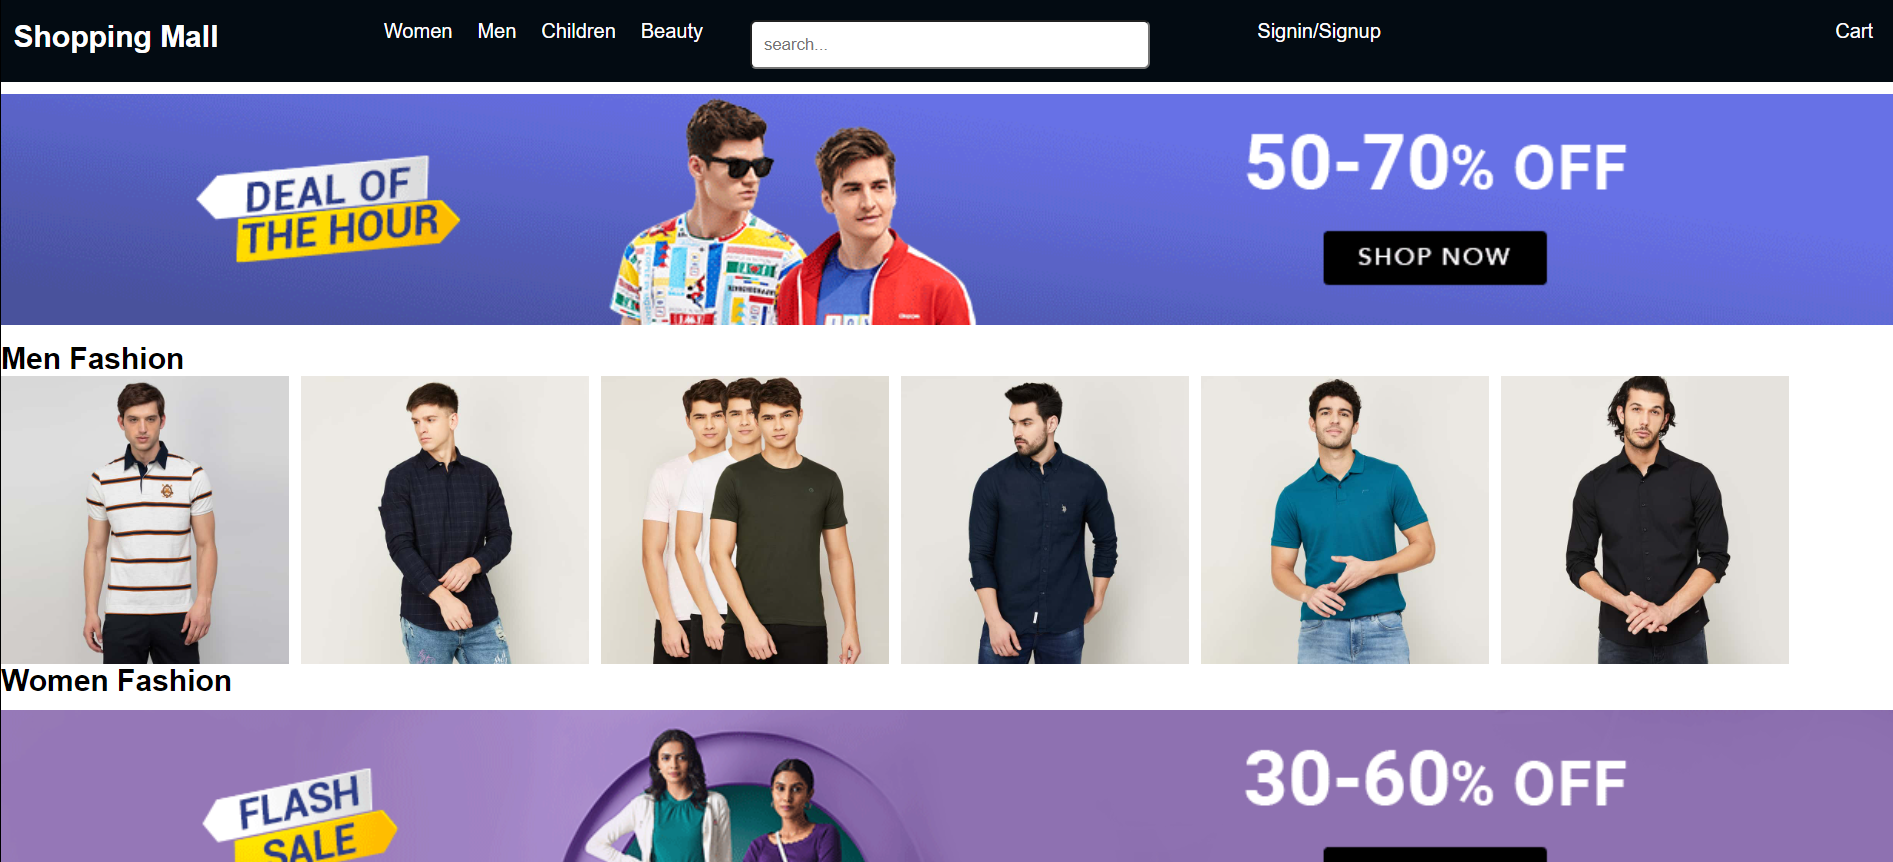 Shopping Mall
Women Men Children Beauty
search...
Signin/Signup
Cart
DEAL OF
THE HOUR
50-70% OFF
SHOP NOW
Men Fashion
Women Fashion
FLASH
SALE
30-60% OFF